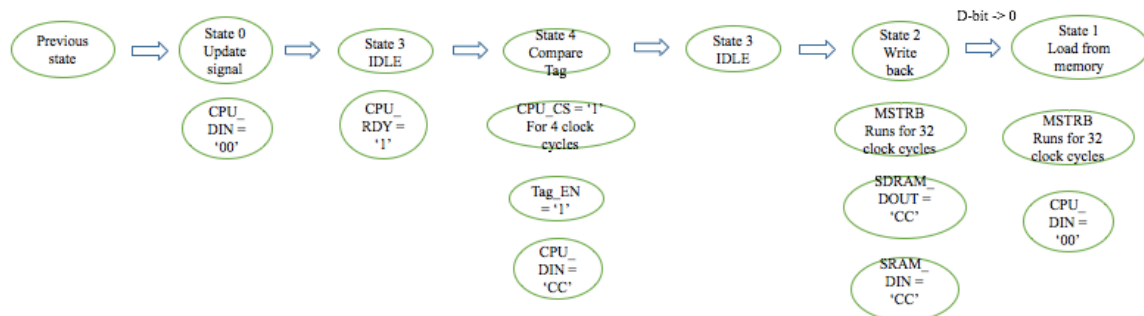 Previous
state
State 0
Update
signal
CPU_
DIN =
'00'
State 3
IDLE
CPU_
RDY =
'1'
State 4
Compare
Tag
CPU_CS = '1'
For 4 clock
cycles
Tag_EN
= '1'
CPU_
DIN =
'CC'
State 3
IDLE
State 2
Write
back
MSTRB
Runs for 32
clock cycles
SDRAM_
DOUT =
'CC'
SRAM_
DIN =
'CC'
D-bit -> 0
State 1
Load from
memory
MSTRB
Runs for 32
clock cycles
CPU_
DIN =
'00'